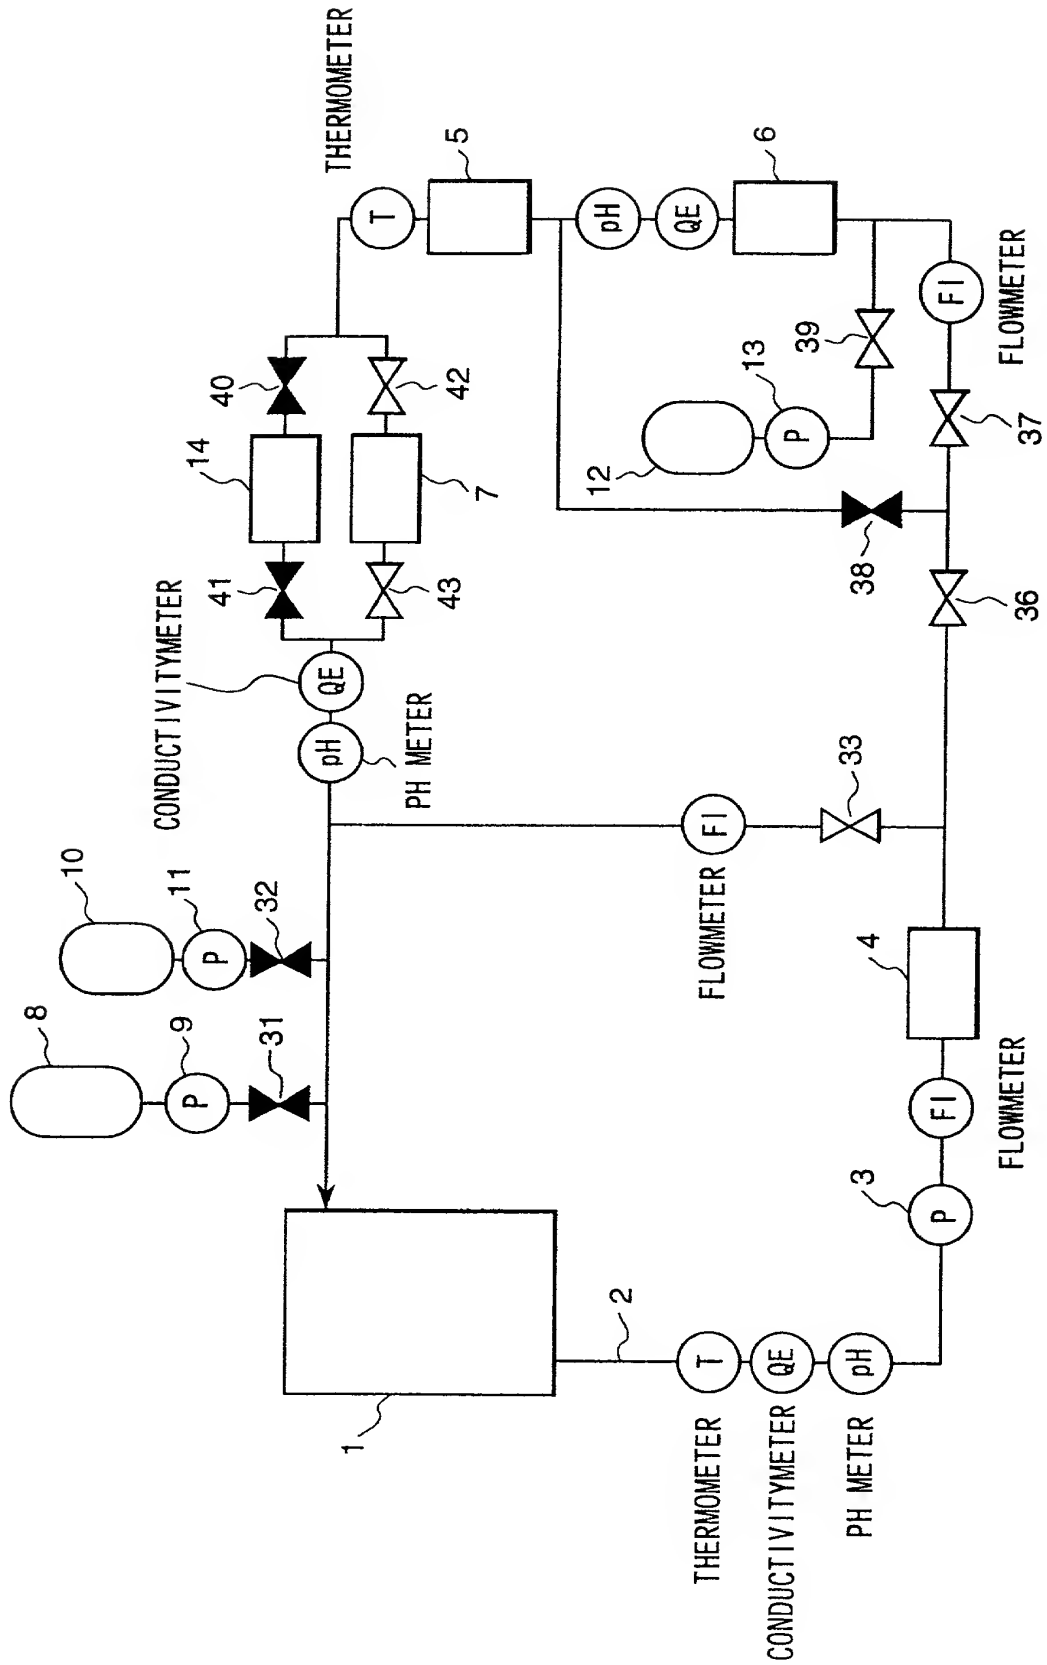 8
10
9
11
P
P
CONDUCTIVITYMETER
14
31
32
41
40
pH
QE
THERMOMETER
1
T
PH METER
43
42
5
7
12
pH
2
QE
THERMOMETER
T
FLOWMETER
FI
13
6
CONDUCTIVITYMETER
QE
P
39
PH METER
pH
3
4
33
38
P
FI
FI
FLOWMETER
36
37
FLOWMETER